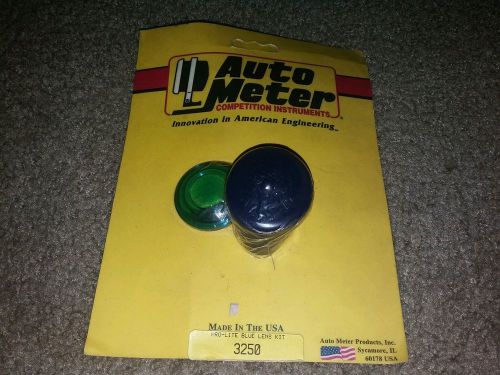 Auto
Meter®
COMPETITION INSTRUMENTS
Innovation in American Engineering™
MADE IN THE USA
PRO-LITE BLUE LENS KIT
3250
Auto Meter Products, Inc.
Sycamore, IL
60178 USA